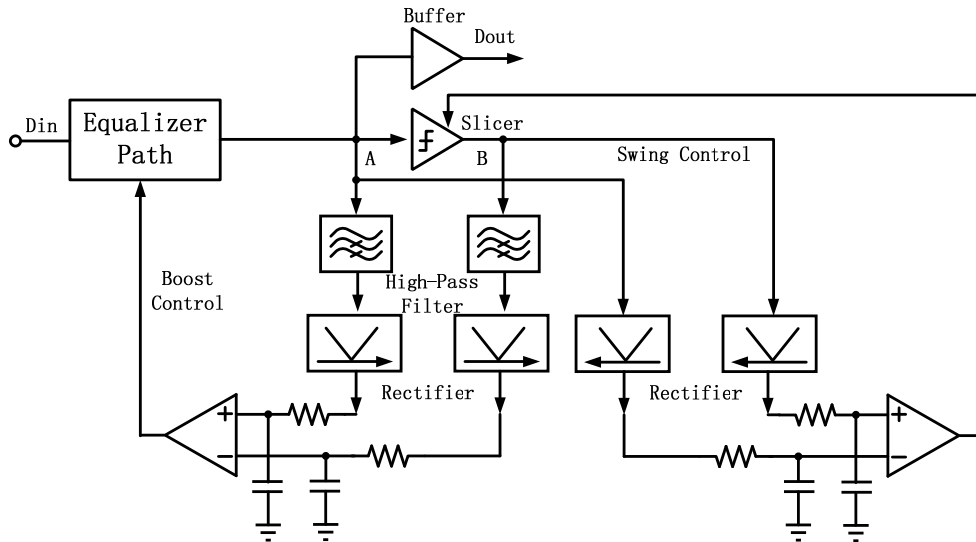 Buffer
Dout
Din
Equalizer
Path
Slicer
A
B
Swing Control
Boost
Control
High-Pass
Filter
Rectifier
Rectifier
+
−
+
−